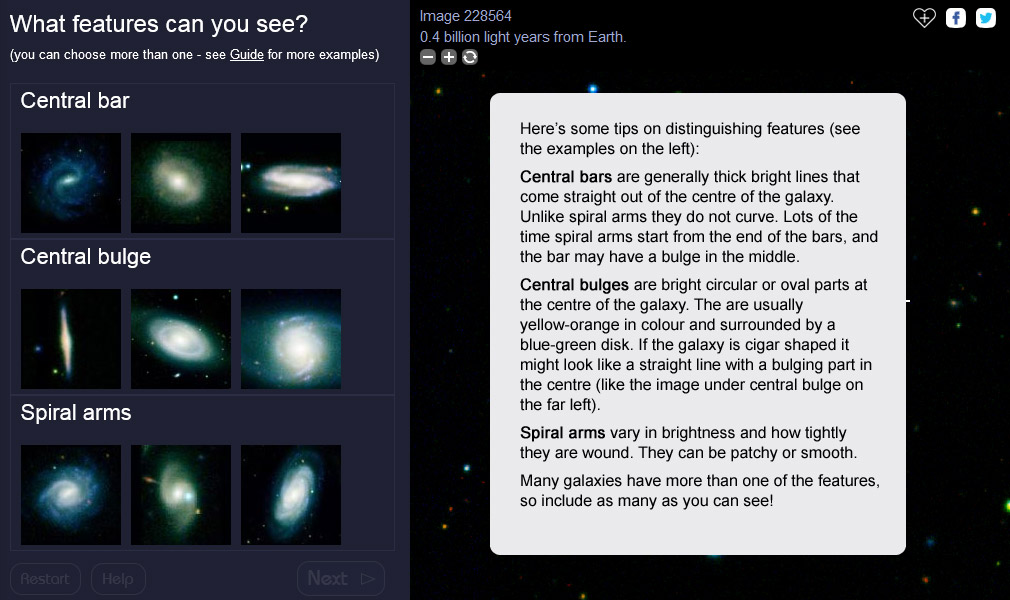 What features can you see?
(you can choose more than one - see Guide for more examples)
Central bar
Central bulge
Spiral arms
Restart
Help
Next
Image 228564
0.4 billion light years from Earth.
Here's some tips on distinguishing features (see
the examples on the left):
Central bars are generally thick bright lines that
come straight out of the centre of the galaxy.
Unlike spiral arms they do not curve. Lots of the
time spiral arms start from the end of the bars, and
the bar may have a bulge in the middle.
Central bulges are bright circular or oval parts at
the centre of the galaxy. The are usually
yellow-orange in colour and surrounded by a
blue-green disk. If the galaxy is cigar shaped it
might look like a straight line with a bulging part in
the centre (like the image under central bulge on
the far left).
Spiral arms vary in brightness and how tightly
they are wound. They can be patchy or smooth.
Many galaxies have more than one of the features,
so include as many as you can see!